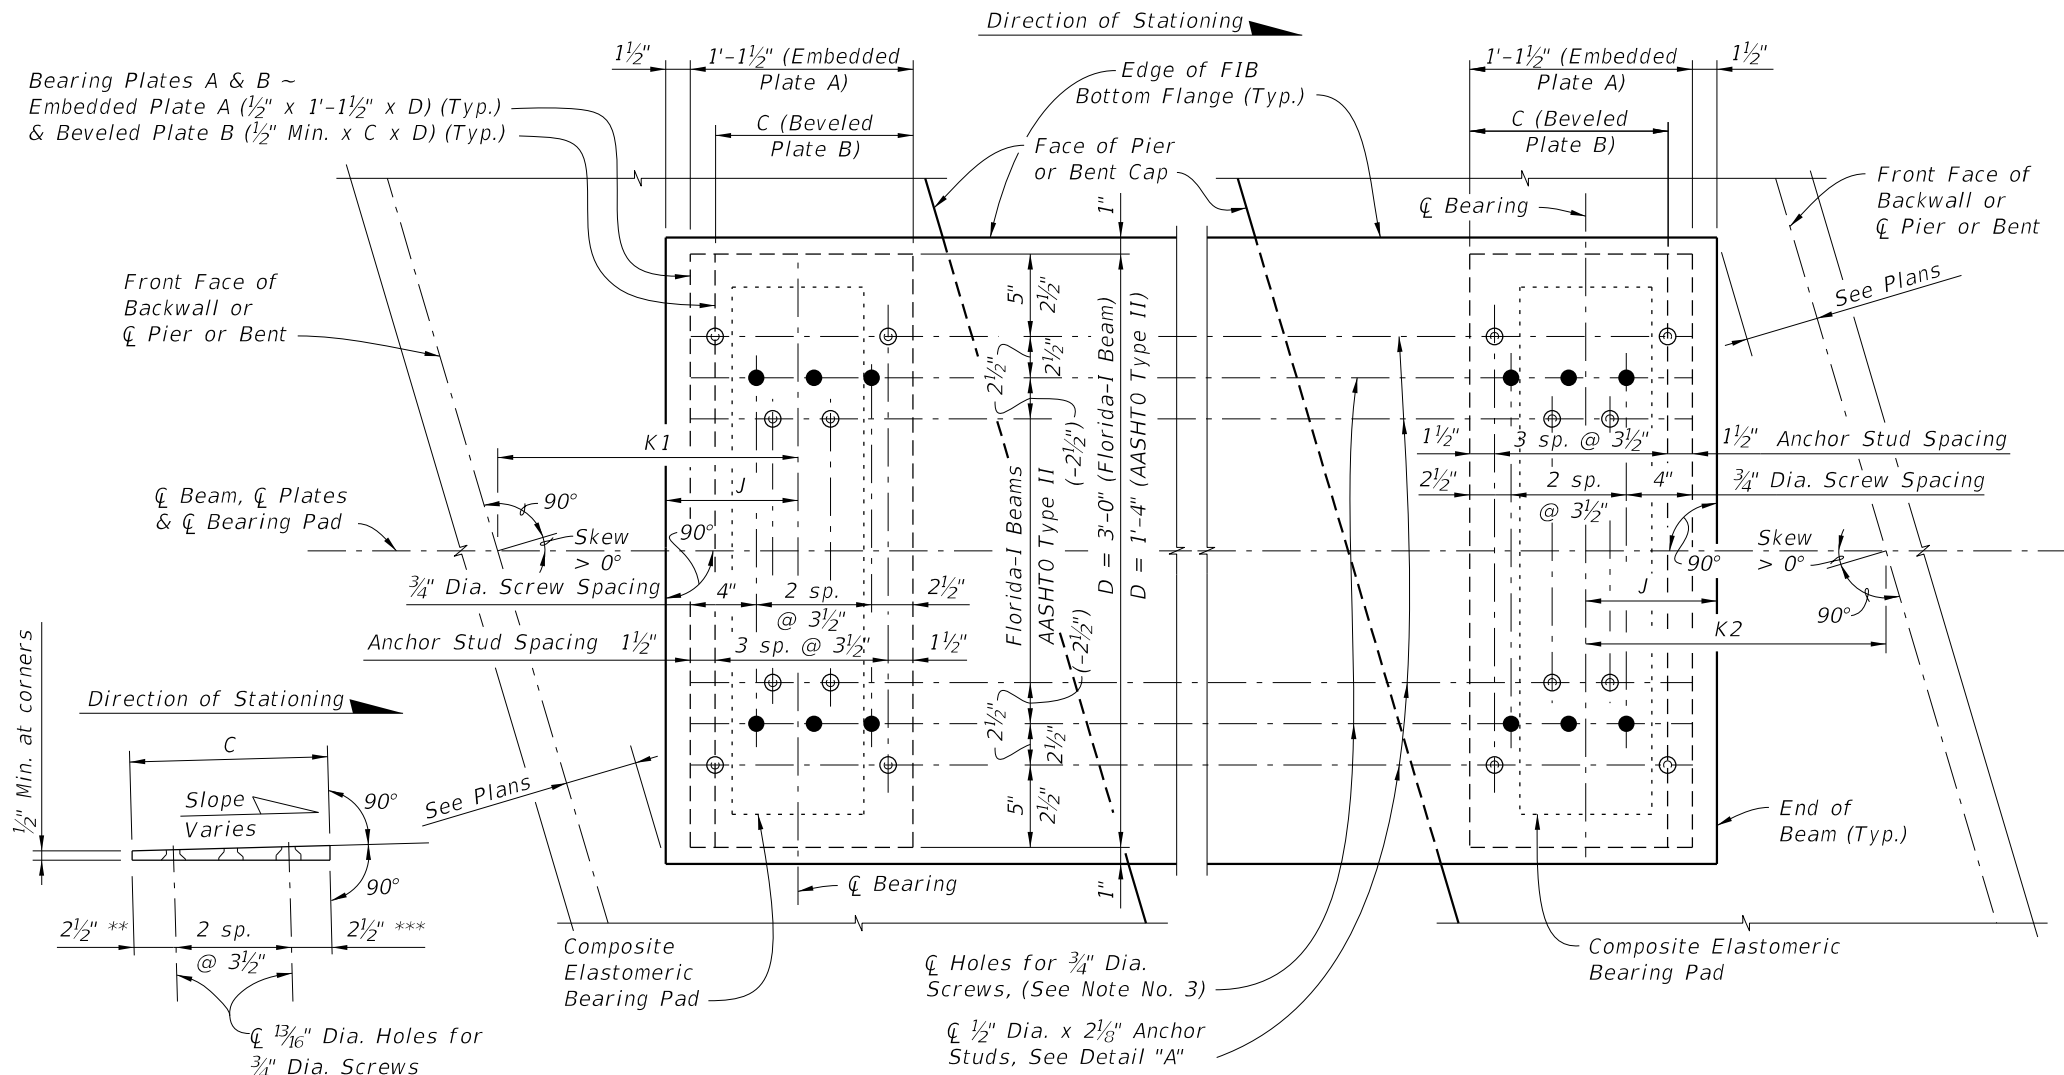 Direction of Stationing
1½"
1'-1½" (Embedded
Plate A)
1'-1½" (Embedded
Plate A)
1½"
Bearing Plates A & B ~
Embedded Plate A (½" x 1'-1½" x D) (Typ.)
& Beveled Plate B (½" Min. x C x D) (Typ.)
Edge of FIB
Bottom Flange (Typ.)
C (Beveled
Plate B)
C (Beveled
Plate B)
Face of Pier
or Bent Cap
Front Face of
Backwall or
℄ Pier or Bent
℄ Bearing
1"
Front Face of
Backwall or
℄ Pier or Bent
See Plans
5"
2½"
2½"
2½"
(-2½")
D = 3'-0" (Florida-I Beam)
D = 1'-4" (AASHTO Type II)
K1
J
1½"
3 sp. @ 3½"
1½" Anchor Stud Spacing
2½"
2 sp.
@ 3½"
4"
¾" Dia. Screw Spacing
℄ Beam, ℄ Plates
& ℄ Bearing Pad
90°
Skew
> 0°
90°
Florida-I Beams
AASHTO Type II
90°
Skew
> 0°
90°
¾" Dia. Screw Spacing
4"
2 sp.
@ 3½"
2½"
J
K2
Anchor Stud Spacing 1½"
3 sp. @ 3½"
1½"
(-2½")
2½"
2½"
5"
2½"
1"
Direction of Stationing
½" Min. at corners
C
Slope
Varies
90°
90°
See Plans
2½" **
2 sp.
@ 3½"
2½" ***
℄ 13/16" Dia. Holes for
¾" Dia. Screws
℄ Bearing
End of
Beam (Typ.)
Composite
Elastomeric
Bearing Pad
℄ Holes for ¾" Dia.
Screws, (See Note No. 3)
℄ ½" Dia. x 2⅛" Anchor
Studs, See Detail "A"
Composite Elastomeric
Bearing Pad